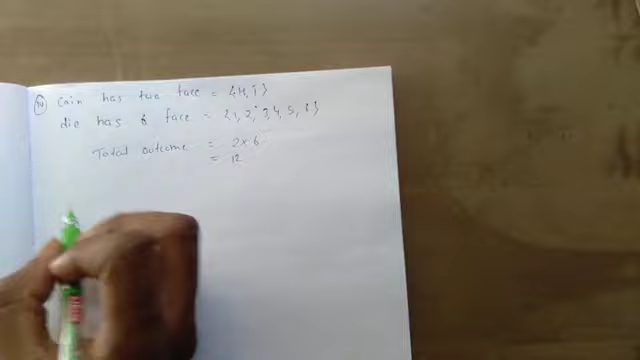 Coin has two face = {H, T}
die has 6 face = {1, 2, 3, 4, 5, 6}
Total outcome = 2 × 6
= 12